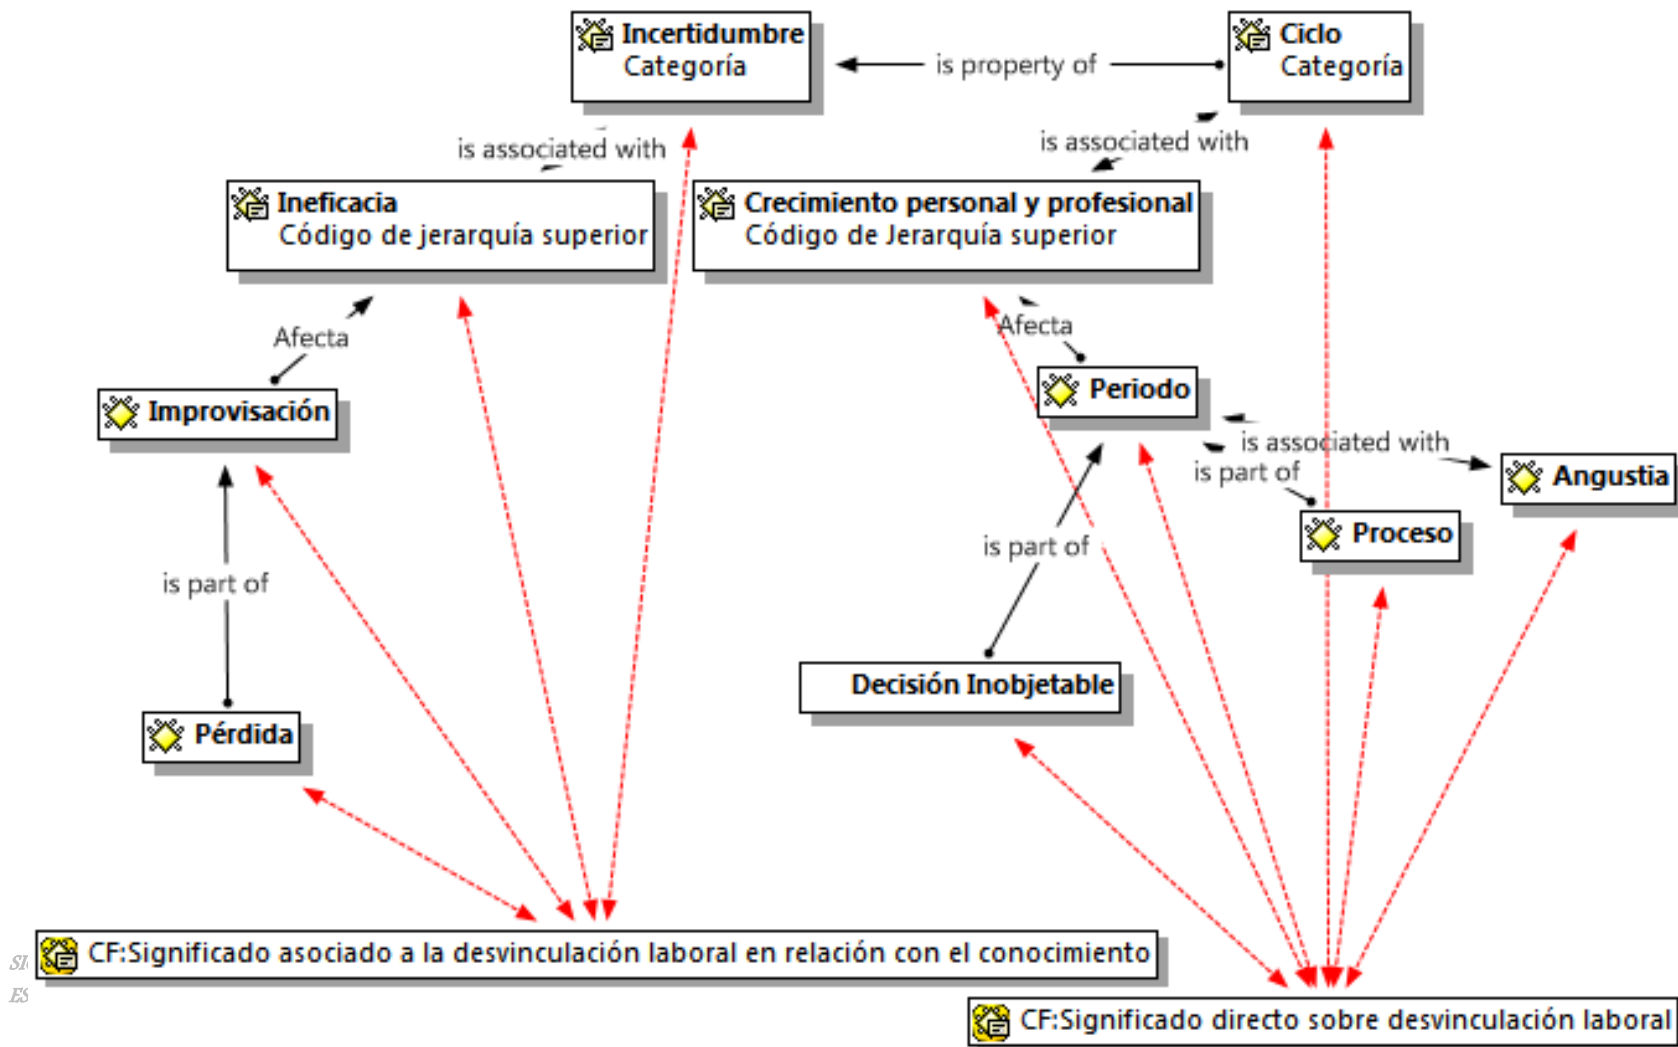 Incertidumbre
Categoría
is property of
Ciclo
Categoría
is associated with
is associated with
Ineficacia
Código de jerarquía superior
Crecimiento personal y profesional
Código de Jerarquía superior
Afecta
Afecta
Periodo
Improvisación
is associated with
is part of
Angustia
Proceso
is part of
is part of
Decisión Inobjetable
Pérdida
CF:Significado asociado a la desvinculación laboral en relación con el conocimiento
CF:Significado directo sobre desvinculación laboral